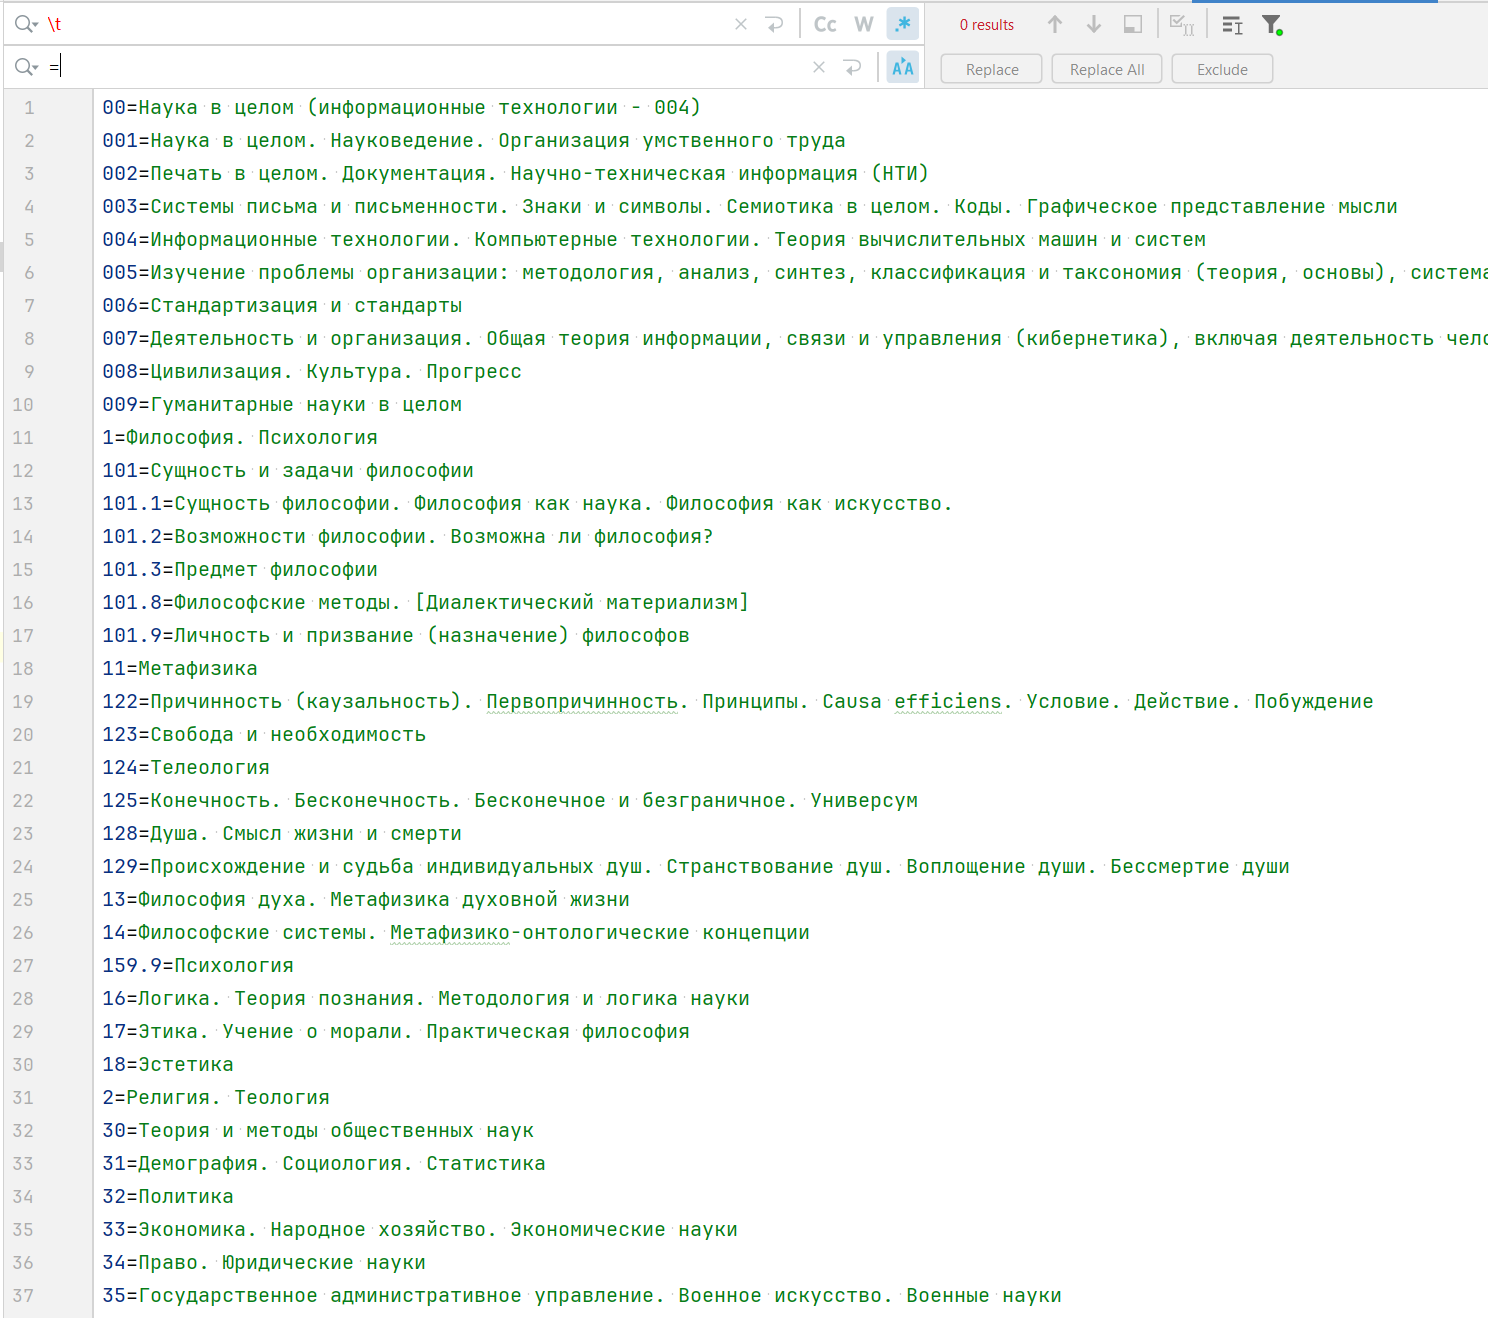 \t
Cc W .* 0 results
=
Replace Replace All Exclude
1 00=Наука в целом (информационные технологии - 004)
2 001=Наука в целом. Науковедение. Организация умственного труда
3 002=Печать в целом. Документация. Научно-техническая информация (НТИ)
4 003=Системы письма и письменности. Знаки и символы. Семиотика в целом. Коды. Графическое представление мысли
5 004=Информационные технологии. Компьютерные технологии. Теория вычислительных машин и систем
6 005=Изучение проблемы организации: методология, анализ, синтез, классификация и таксономия (теория, основы), система
7 006=Стандартизация и стандарты
8 007=Деятельность и организация. Общая теория информации, связи и управления (кибернетика), включая деятельность чело
9 008=Цивилизация. Культура. Прогресс
10 009=Гуманитарные науки в целом
11 1=Философия. Психология
12 101=Сущность и задачи философии
13 101.1=Сущность философии. Философия как наука. Философия как искусство.
14 101.2=Возможности философии. Возможна ли философия?
15 101.3=Предмет философии
16 101.8=Философские методы. [Диалектический материализм]
17 101.9=Личность и призвание (назначение) философов
18 11=Метафизика
19 122=Причинность (каузальность). Первопричинность. Принципы. Causa efficiens. Условие. Действие. Побуждение
20 123=Свобода и необходимость
21 124=Телеология
22 125=Конечность. Бесконечность. Бесконечное и безграничное. Универсум
23 128=Душа. Смысл жизни и смерти
24 129=Происхождение и судьба индивидуальных душ. Странствование душ. Воплощение души. Бессмертие души
25 13=Философия духа. Метафизика духовной жизни
26 14=Философские системы. Метафизико-онтологические концепции
27 159.9=Психология
28 16=Логика. Теория познания. Методология и логика науки
29 17=Этика. Учение о морали. Практическая философия
30 18=Эстетика
31 2=Религия. Теология
32 30=Теория и методы общественных наук
33 31=Демография. Социология. Статистика
34 32=Политика
35 33=Экономика. Народное хозяйство. Экономические науки
36 34=Право. Юридические науки
37 35=Государственное административное управление. Военное искусство. Военные науки